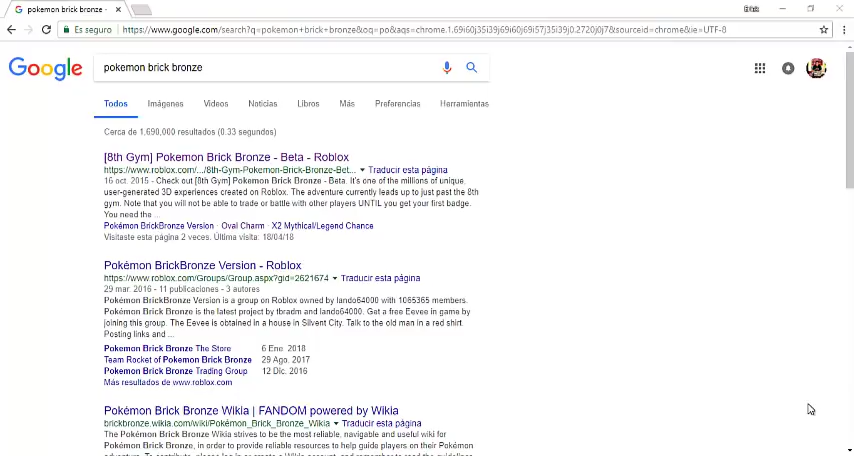 pokemon brick bronze -
Es seguro https://www.google.com/search?q=pokemon+brick+bronze&oq=po&aqs=chrome.1.69i60j35i39j69i60j69i57j35i39j0.2720j0j7&sourceid=chrome&ie=UTF-8
Google pokemon brick bronze
Todos Imágenes Videos Noticias Libros Más Preferencias Herramientas
Cerca de 1,690,000 resultados (0.33 segundos)
[8th Gym] Pokemon Brick Bronze - Beta - Roblox
https://www.roblox.com/.../8th-Gym-Pokemon-Brick-Bronze-Bet... Traducir esta página
16 oct. 2015 - Check out [8th Gym] Pokemon Brick Bronze - Beta. It's one of the millions of unique,
user-generated 3D experiences created on Roblox. The adventure currently leads up to just past the 8th
gym. Note that you will not be able to trade or battle with other players UNTIL you get your first badge.
You need the ...
Pokémon BrickBronze Version · Oval Charm · X2 Mythical/Legend Chance
Visitaste esta página 2 veces. Última visita: 18/04/18
Pokémon BrickBronze Version - Roblox
https://www.roblox.com/Groups/Group.aspx?gid=2621674 Traducir esta página
29 mar. 2016 - 11 publicaciones - 3 autores
Pokémon BrickBronze Version is a group on Roblox owned by lando64000 with 1065365 members.
Pokémon Brick Bronze is the latest project by tbradm and lando64000. Get a free Eevee in game by
joining this group. The Eevee is obtained in a house in Silvent City. Talk to the old man in a red shirt.
Posting links and ...
Pokémon Brick Bronze The Store 6 Ene. 2018
Team Rocket of Pokemon Brick Bronze 29 Ago. 2017
Pokémon Brick Bronze Trading Group 12 Dic. 2016
Más resultados de www.roblox.com
Pokémon Brick Bronze Wikia | FANDOM powered by Wikia
brickbronze.wikia.com/wiki/Pokémon_Brick_Bronze_Wikia Traducir esta página
The Pokémon Brick Bronze Wikia strives to be the most reliable, navigable and useful wiki for
Pokémon Brick Bronze, in order to provide reliable resources to help guide players on their Pokémon